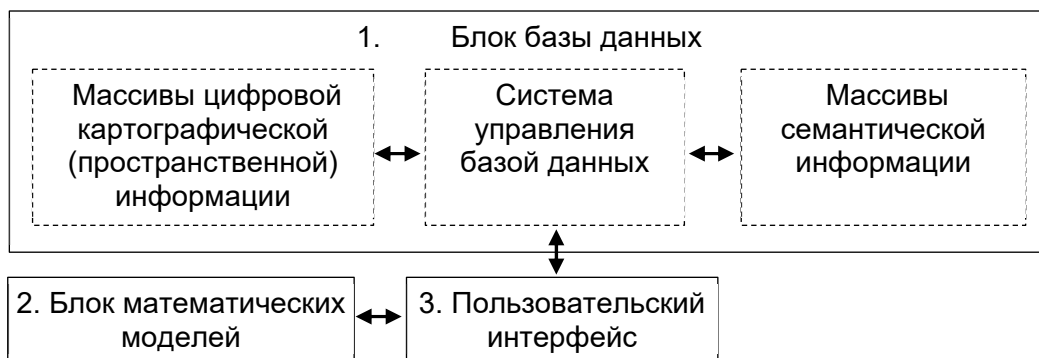 1. Блок базы данных
Массивы цифровой
картографической
(пространственной)
информации
Система
управления
базой данных
Массивы
семантической
информации
2. Блок математических
моделей
3. Пользовательский
интерфейс